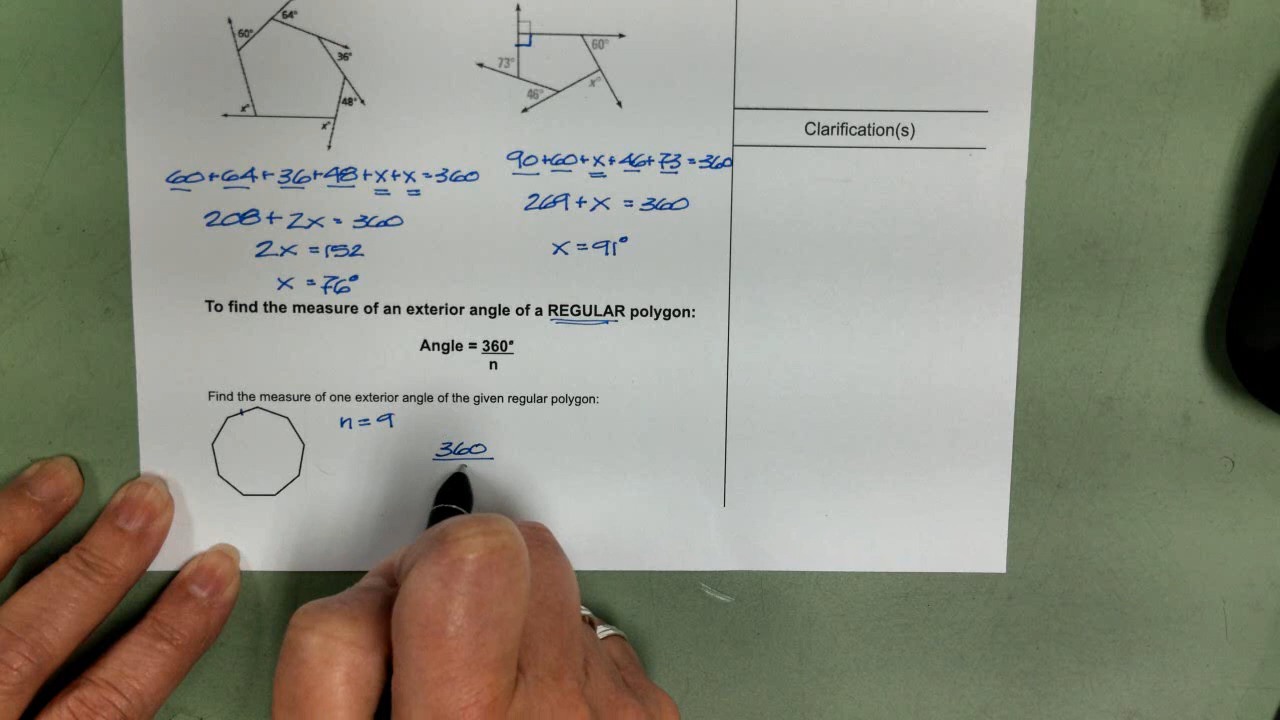 64°
60°
36°
48°
x°
x°
60°
73°
46°
x°
60+64+36+48+x+x=360
208+2x=360
2x=152
x=76°
90+60+x+46+73=360
269+x=360
x=91°
Clarification(s)
To find the measure of an exterior angle of a REGULAR polygon:
Angle = 360°
n
Find the measure of one exterior angle of the given regular polygon:
n=9
360